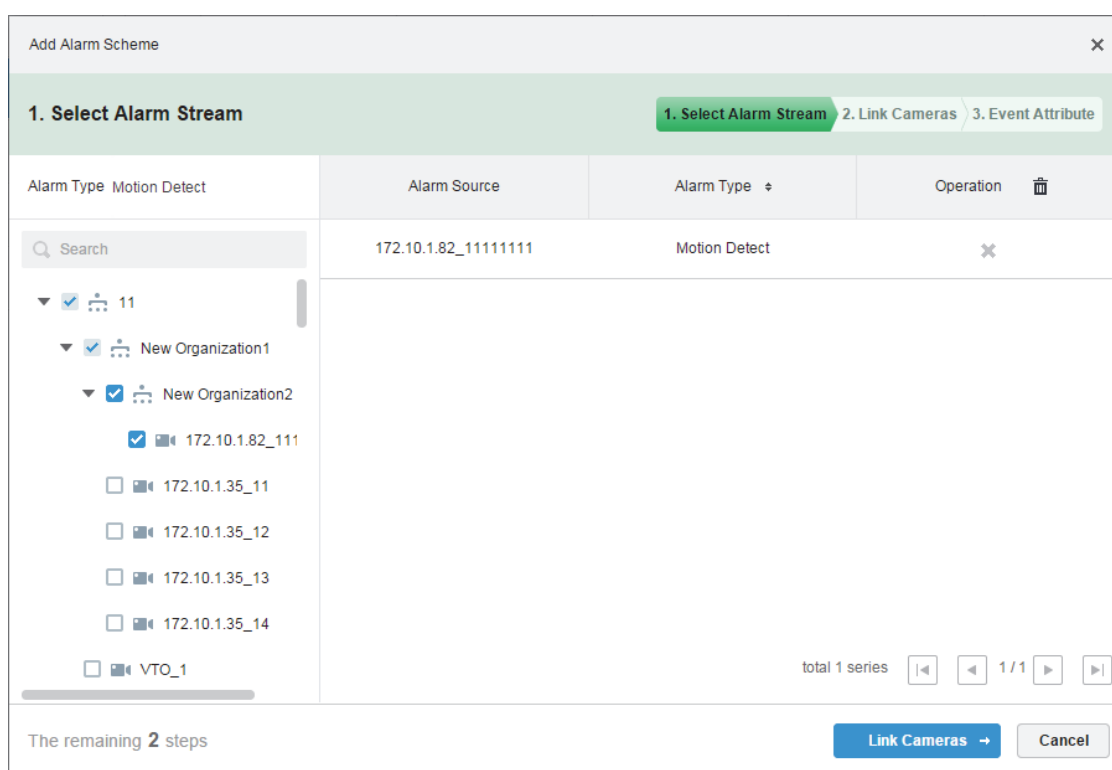 Add Alarm Scheme
1. Select Alarm Stream
1. Select Alarm Stream 2. Link Cameras 3. Event Attribute
Alarm Type Motion Detect
Alarm Source Alarm Type Operation
Search
172.10.1.82_11111111 Motion Detect
11
New Organization1
New Organization2
172.10.1.82_111
172.10.1.35_11
172.10.1.35_12
172.10.1.35_13
172.10.1.35_14
VTO_1
total 1 series 1 / 1
The remaining 2 steps
Link Cameras
Cancel